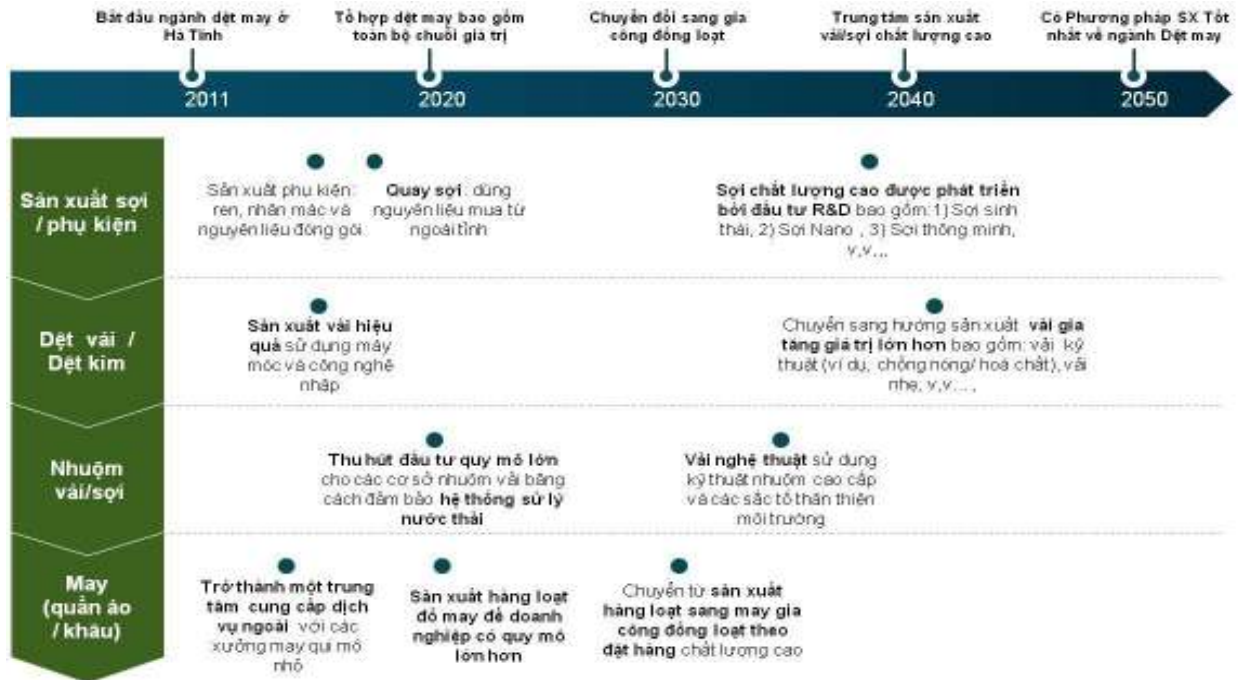 Bắt đầu ngành dệt may ở
Hà Tĩnh
Tổ hợp dệt may bao gồm
toàn bộ chuỗi giá trị
Chuyển đổi sang gia
công đồng loạt
Trung tâm sản xuất
vải/sợi chất lượng cao
Có Phương pháp SX Tốt
nhất về ngành Dệt may
2011
2020
2030
2040
2050
Sản xuất sợi
/ phụ kiện
Sản xuất phụ kiện:
ren, nhãn mác và
nguyên liệu đóng gói
Quay sợi: dùng
nguyên liệu mua từ
ngoài tỉnh
Sợi chất lượng cao được phát triển
bởi đầu tư R&D bao gồm: 1) Sợi sinh
thái, 2) Sợi Nano , 3) Sợi thông minh,
v,v...
Dệt vải /
Dệt kim
Sản xuất vải hiệu
quả sử dụng máy
móc và công nghệ
nhập
Chuyển sang hướng sản xuất vải gia
tăng giá trị lớn hơn bao gồm: vải kỹ
thuật (ví dụ, chống nóng/ hoá chất), vải
nhẹ, v,v...,
Nhuộm
vải/sợi
Thu hút đầu tư quy mô lớn
cho các cơ sở nhuộm vải bằng
cách đảm bảo hệ thống sử lý
nước thải
Vải nghệ thuật sử dụng
kỹ thuật nhuộm cao cấp
và các sắc tố thân thiện
môi trường
May
(quần áo
/ khâu)
Trở thành một trung
tâm cung cấp dịch
vụ ngoài với các
xưởng may qui mô
nhỏ
Sản xuất hàng loạt
đồ may để doanh
nghiệp có quy mô
lớn hơn
Chuyển từ sản xuất
hàng loạt sang may gia
công đồng loạt theo
đặt hàng chất lượng cao